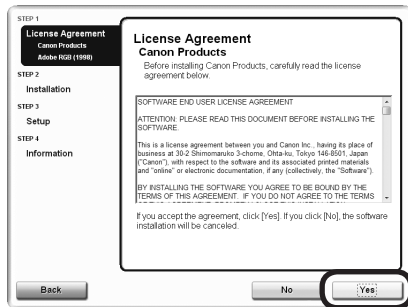 STEP 1
License Agreement
Canon Products
Adobe RGB (1998)
STEP 2
Installation
STEP 3
Setup
STEP 4
Information
License Agreement
Canon Products
Before installing Canon Products, carefully read the license
agreement below.
SOFTWARE END USER LICENSE AGREEMENT
ATTENTION: PLEASE READ THIS DOCUMENT BEFORE INSTALLING THE
SOFTWARE.
This is a license agreement between you and Canon Inc., having its place of
business at 30-2 Shimomaruko 3-chome, Ohta-ku, Tokyo 146-8501, Japan
("Canon"), with respect to the software and its associated printed materials
and "online" or electronic documentation, if any (collectively, the "Software").
BY INSTALLING THE SOFTWARE YOU AGREE TO BE BOUND BY THE
TERMS OF THIS AGREEMENT. IF YOU DO NOT AGREE TO THE TERMS
If you accept the agreement, click [Yes]. If you click [No], the software
installation will be canceled.
Back
No
Yes